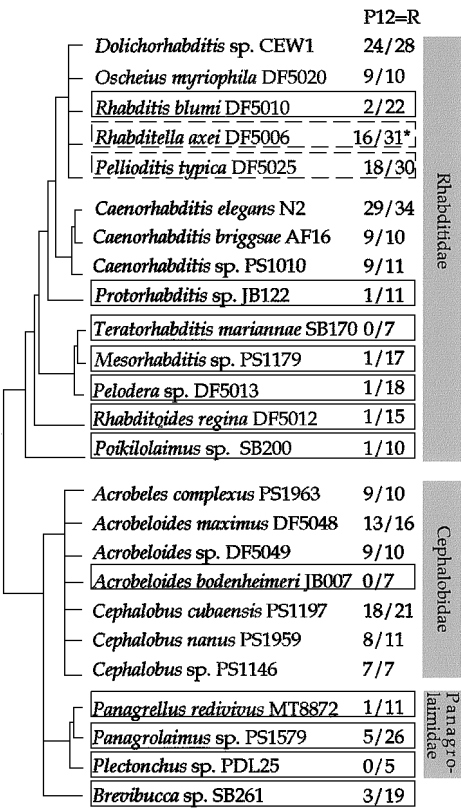 P12=R
Dolichorhabditis sp. CEW1 24/28
Oscheius myriophila DF5020 9/10
Rhabditis blumi DF5010 2/22
Rhabditella axei DF5006 16/31*
Pellioditis typica DF5025 18/30
Caenorhabditis elegans N2 29/34
Caenorhabditis briggsae AF16 9/10
Caenorhabditis sp. PS1010 9/11
Protorhabditis sp. JB122 1/11
Teratorhabditis mariannae SB170 0/7
Mesorhabditis sp. PS1179 1/17
Pelodera sp. DF5013 1/18
Rhabditoides regina DF5012 1/15
Poikilolaimus sp. SB200 1/10
Rhabditidae
Acrobeles complexus PS1963 9/10
Acrobeloides maximus DF5048 13/16
Acrobeloides sp. DF5049 9/10
Acrobeloides bodenheimeri JB007 0/7
Cephalobus cubaensis PS1197 18/21
Cephalobus nanus PS1959 8/11
Cephalobus sp. PS1146 7/7
Cephalobidae
Panagrellus redivivus MT8872 1/11
Panagrolaimus sp. PS1579 5/26
Plectonchus sp. PDL25 0/5
Brevibucca sp. SB261 3/19
Panagro-
laimidae